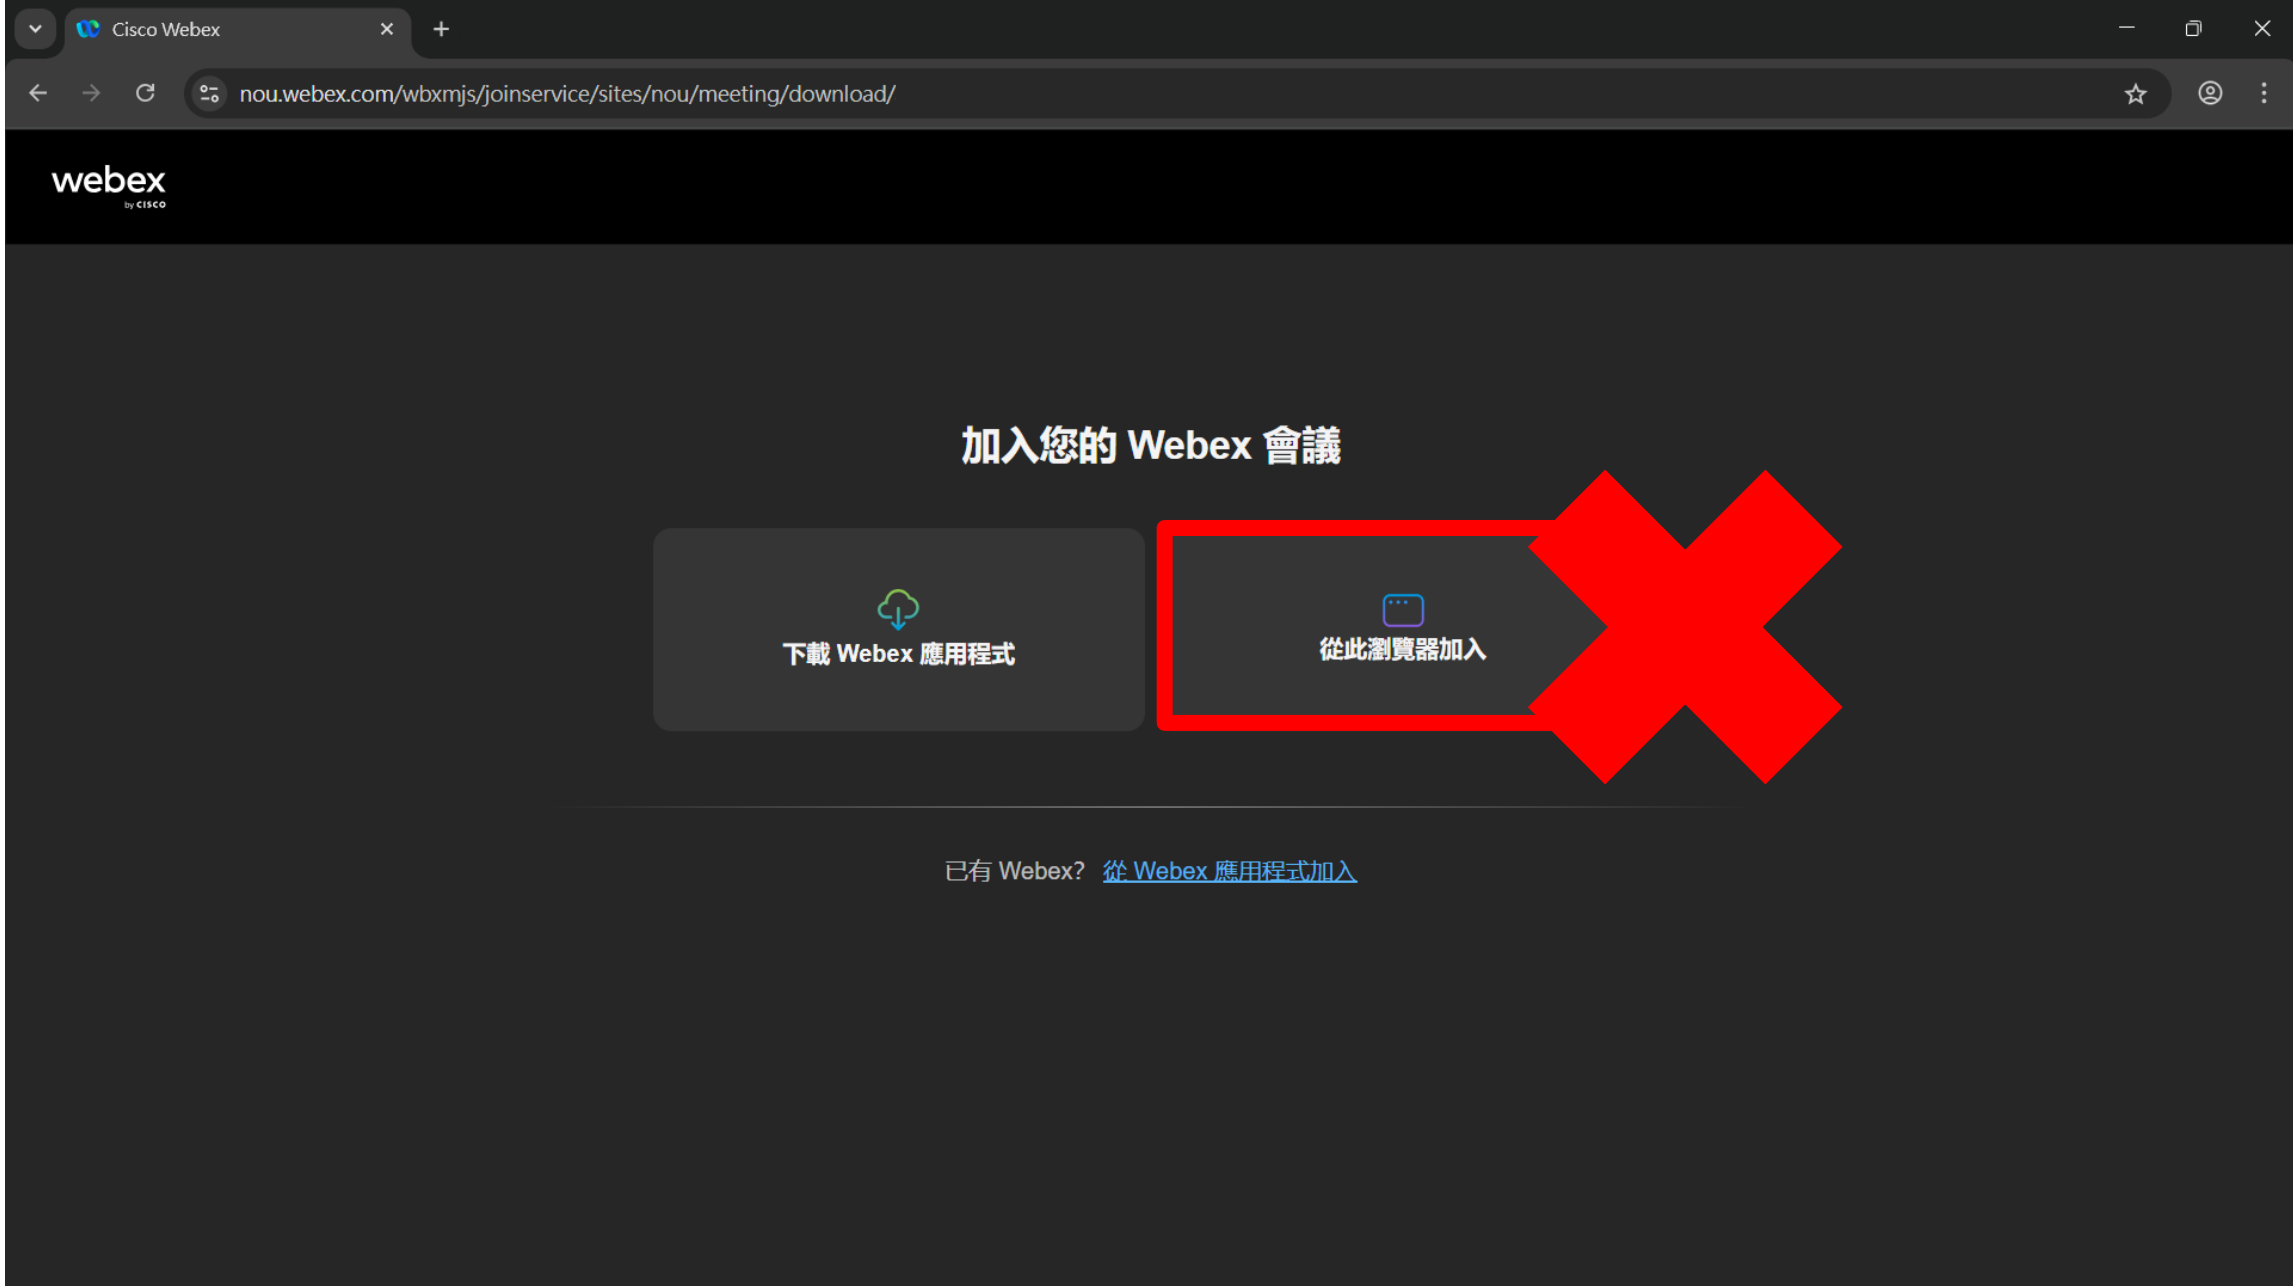 Cisco Webex
nou.webex.com/wbxmjs/joinservice/sites/nou/meeting/download/
webex
by CISCO
加入您的 Webex 會議
下載 Webex 應用程式
從此瀏覽器加入
已有 Webex? 從 Webex 應用程式加入